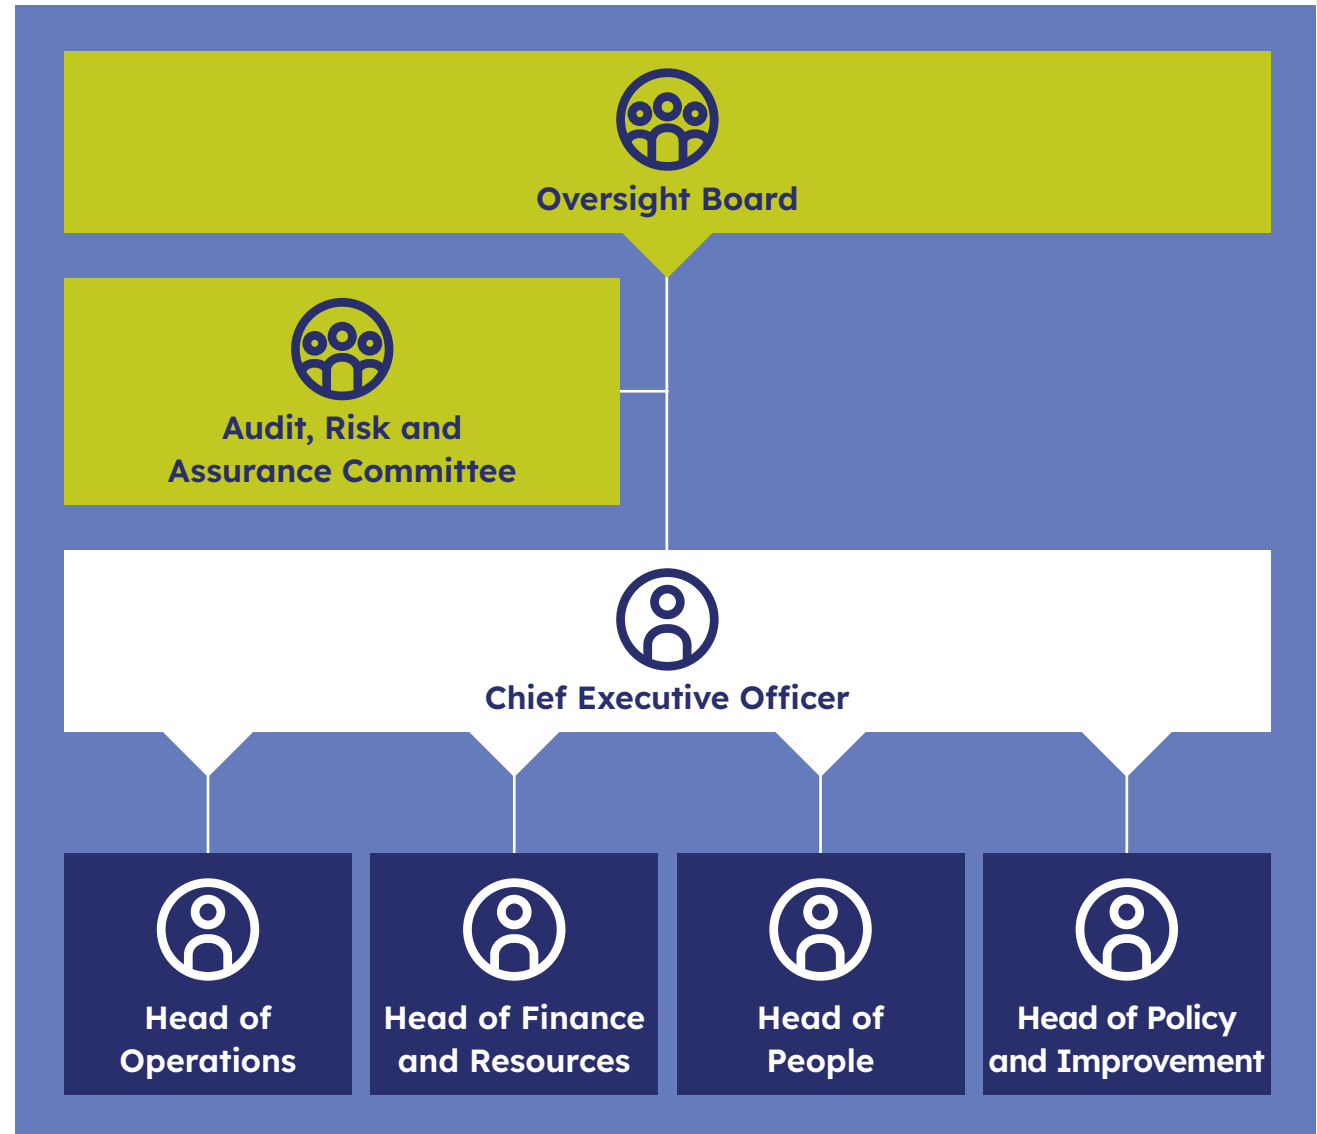 Oversight Board
Audit, Risk and
Assurance Committee
Chief Executive Officer
Head of
Operations
Head of Finance
and Resources
Head of
People
Head of Policy
and Improvement